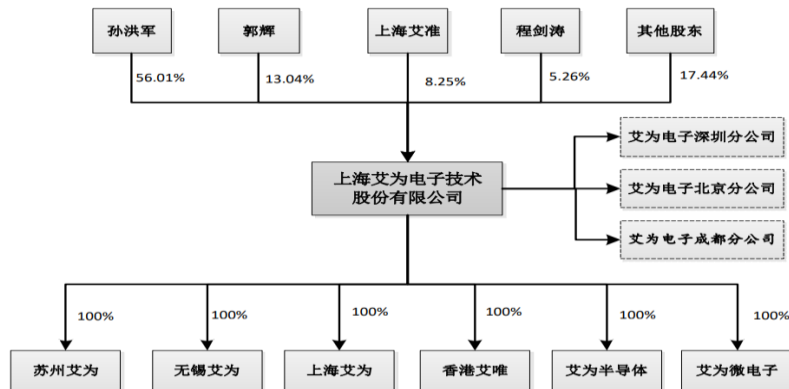 孙洪军
郭辉
上海艾准
程剑涛
其他股东
56.01%
13.04%
8.25%
5.26%
17.44%
艾为电子深圳分公司
上海艾为电子技术
股份有限公司
艾为电子北京分公司
艾为电子成都分公司
100%
100%
100%
100%
100%
100%
苏州艾为
无锡艾为
上海艾为
香港艾唯
艾为半导体
艾为微电子